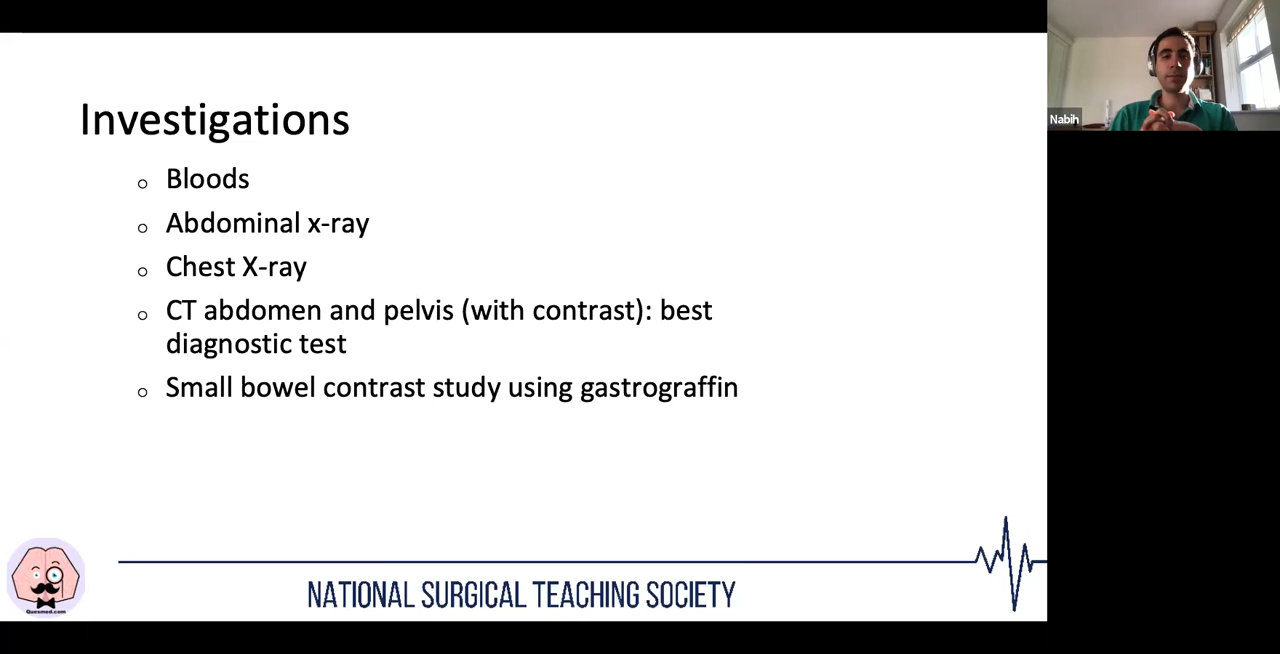 Investigations
Bloods
Abdominal x-ray
Chest X-ray
CT abdomen and pelvis (with contrast): best
diagnostic test
Small bowel contrast study using gastrograffin
Nabih
Quesmed.com
NATIONAL SURGICAL TEACHING SOCIETY